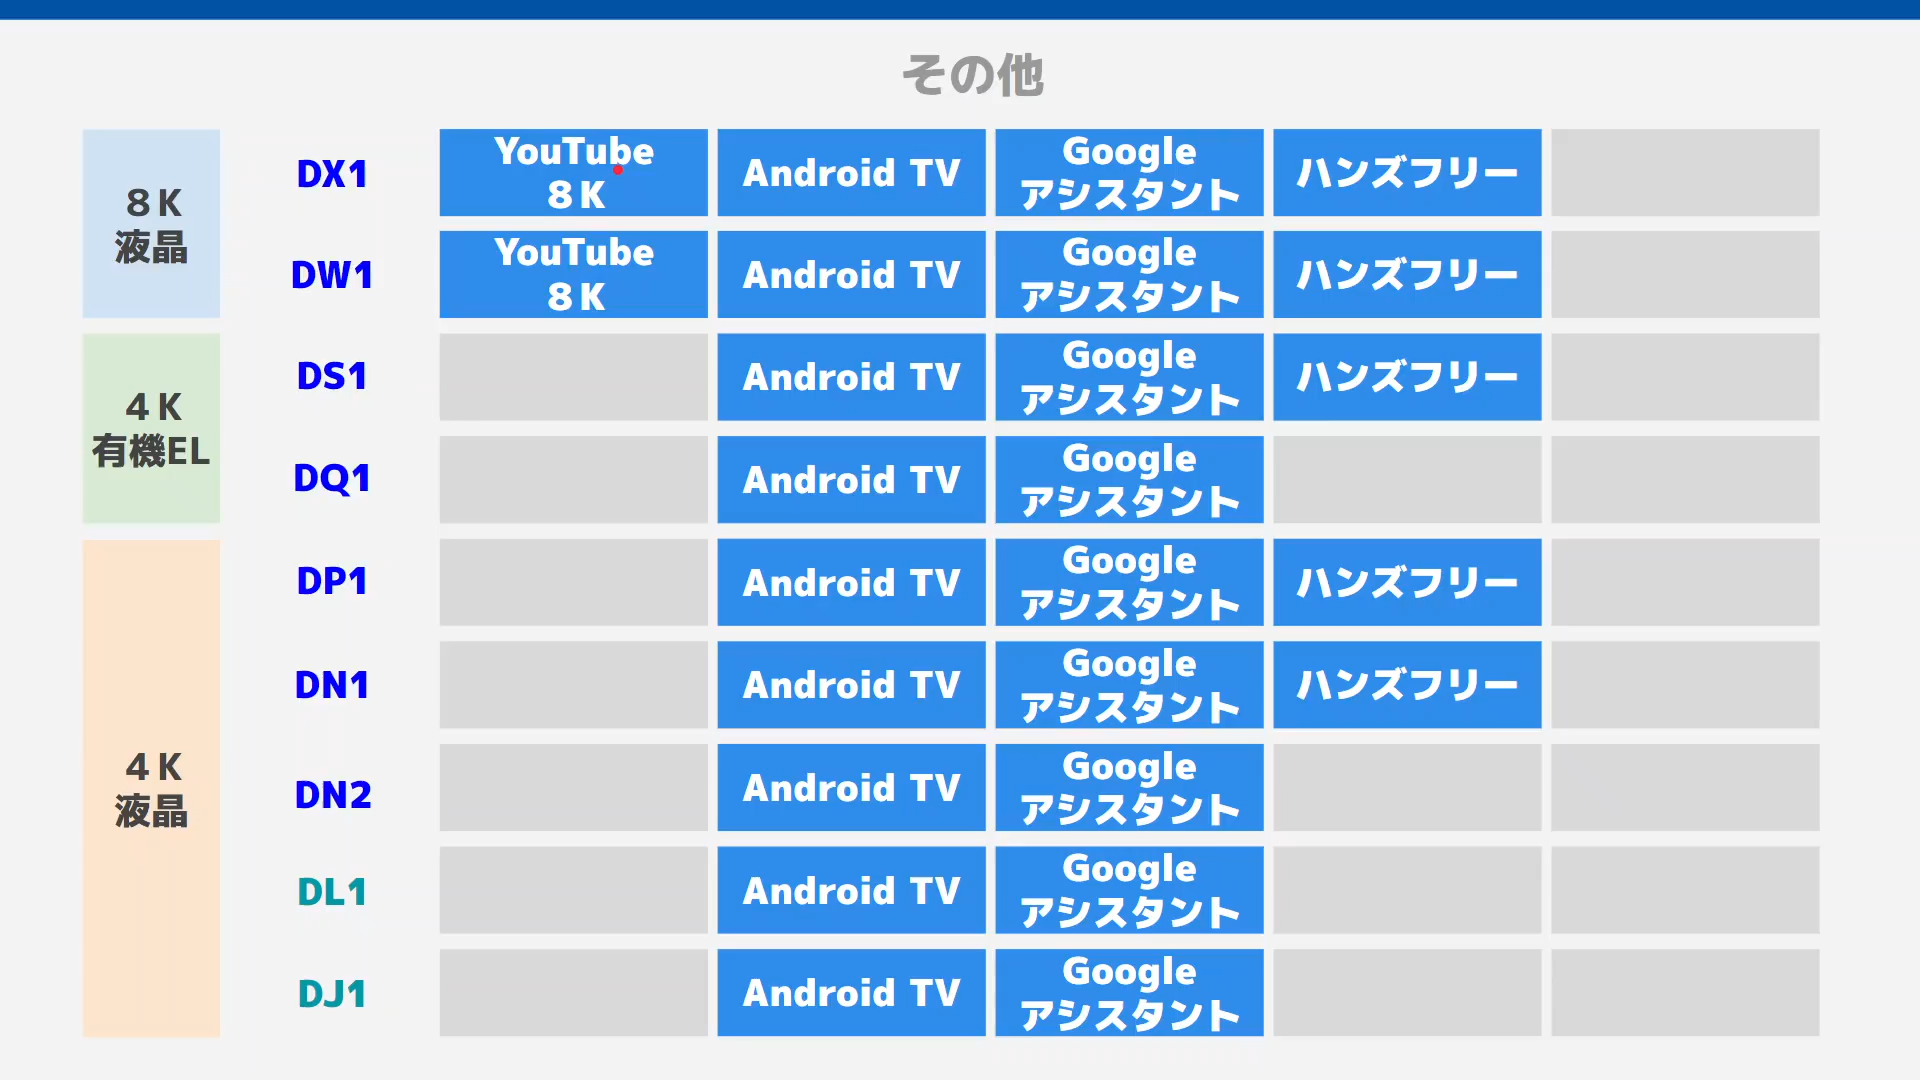 その他
8K
液晶
DX1
YouTube
8K
Android TV
Google
アシスタント
ハンズフリー
DW1
YouTube
8K
Android TV
Google
アシスタント
ハンズフリー
4K
有機EL
DS1
Android TV
Google
アシスタント
ハンズフリー
DQ1
Android TV
Google
アシスタント
4K
液晶
DP1
Android TV
Google
アシスタント
ハンズフリー
DN1
Android TV
Google
アシスタント
ハンズフリー
DN2
Android TV
Google
アシスタント
DL1
Android TV
Google
アシスタント
DJ1
Android TV
Google
アシスタント